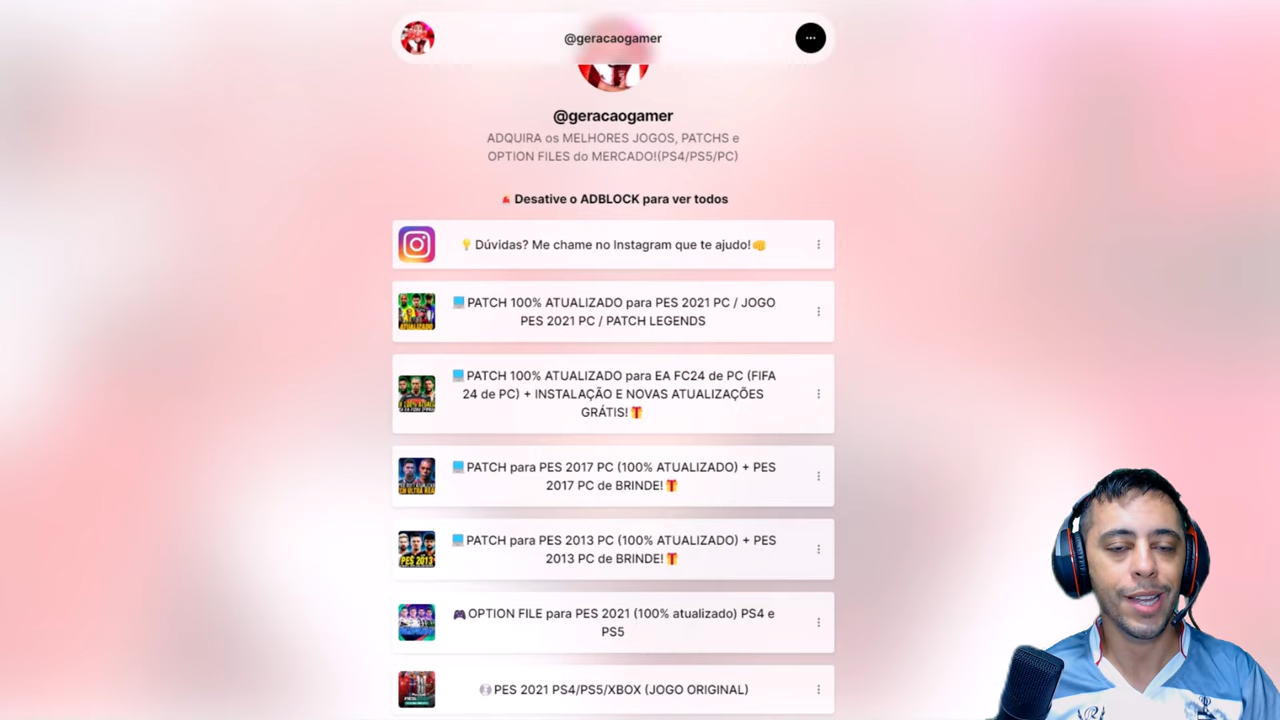 @geracaogamer
@geracaogamer
ADQUIRA os MELHORES JOGOS, PATCHS e
OPTION FILES do MERCADO!(PS4/PS5/PC)
Desative o ADBLOCK para ver todos
Dúvidas? Me chame no Instagram que te ajudo!
PATCH 100% ATUALIZADO para PES 2021 PC / JOGO
PES 2021 PC / PATCH LEGENDS
ATUALIZADO
PATCH 100% ATUALIZADO para EA FC24 de PC (FIFA
24 de PC) + INSTALAÇÃO E NOVAS ATUALIZAÇÕES
GRÁTIS!
PATCH para PES 2017 PC (100% ATUALIZADO) + PES
2017 PC de BRINDE!
PATCH para PES 2013 PC (100% ATUALIZADO) + PES
2013 PC de BRINDE!
PES 2013
OPTION FILE para PES 2021 (100% atualizado) PS4 e
PS5
PES 2021 PS4/PS5/XBOX (JOGO ORIGINAL)